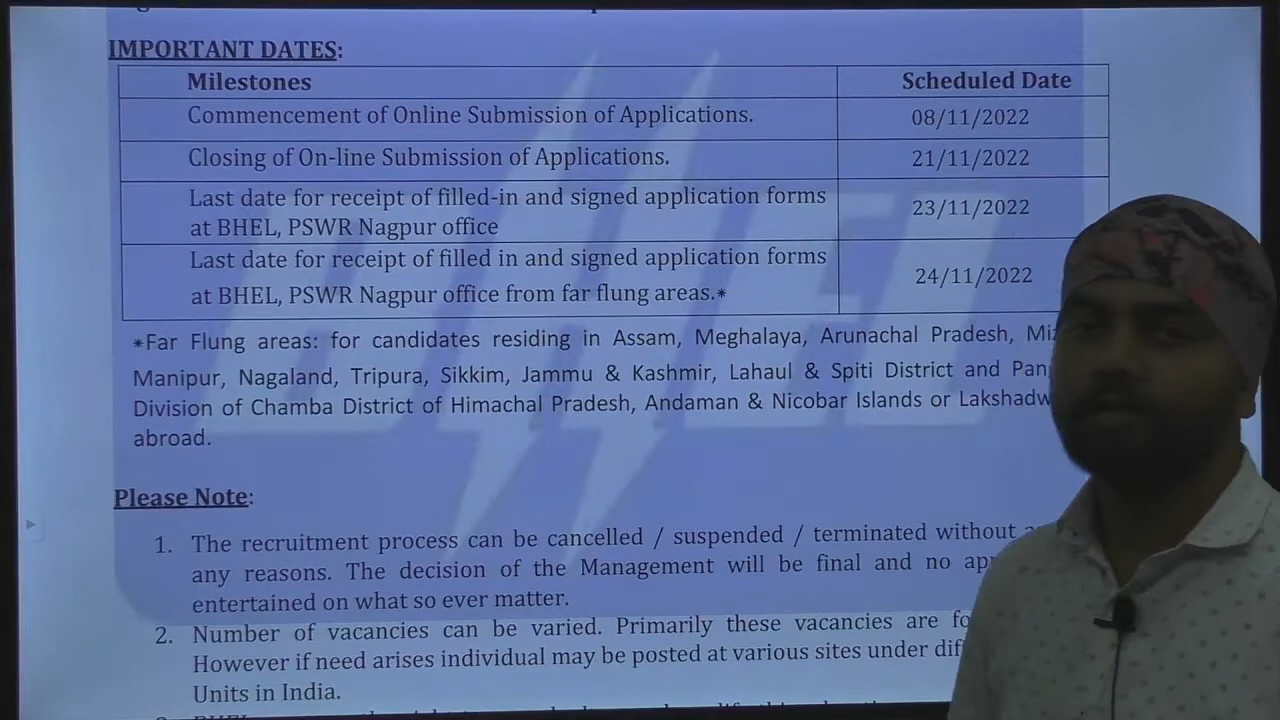 IMPORTANT DATES:
Milestones Scheduled Date
Commencement of Online Submission of Applications. 08/11/2022
Closing of On-line Submission of Applications. 21/11/2022
Last date for receipt of filled-in and signed application forms
at BHEL, PSWR Nagpur office 23/11/2022
Last date for receipt of filled in and signed application forms
at BHEL, PSWR Nagpur office from far flung areas.* 24/11/2022
*Far Flung areas: for candidates residing in Assam, Meghalaya, Arunachal Pradesh,
Manipur, Nagaland, Tripura, Sikkim, Jammu & Kashmir, Lahaul & Spiti District and
Division of Chamba District of Himachal Pradesh, Andaman & Nicobar Islands or
abroad.
Please Note:
1. The recruitment process can be cancelled / suspended / terminated without
any reasons. The decision of the Management will be final and no
entertained on what so ever matter.
2. Number of vacancies can be varied. Primarily these vacancies are
However if need arises individual may be posted at various sites under
Units in India.
BHEL